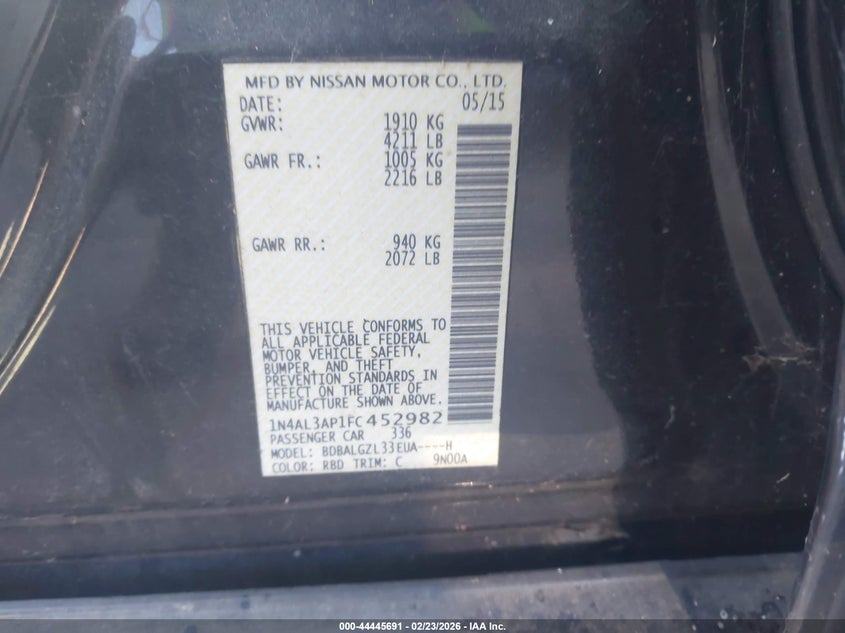 MFD BY NISSAN MOTOR CO., LTD.
DATE: 05/15
GVWR: 1910 KG
4211 LB
GAWR FR.: 1005 KG
2216 LB
GAWR RR.: 940 KG
2072 LB
THIS VEHICLE CONFORMS TO
ALL APPLICABLE FEDERAL
MOTOR VEHICLE SAFETY,
BUMPER, AND THEFT
PREVENTION STANDARDS IN
EFFECT ON THE DATE OF
MANUFACTURE SHOWN ABOVE.
1N4AL3AP1FC452982
PASSENGER CAR 336
MODEL: BDBALGZL33EUA----H
COLOR: RBD TRIM: C 9N00A
000-44445691 - 02/23/2026 - IAA Inc.